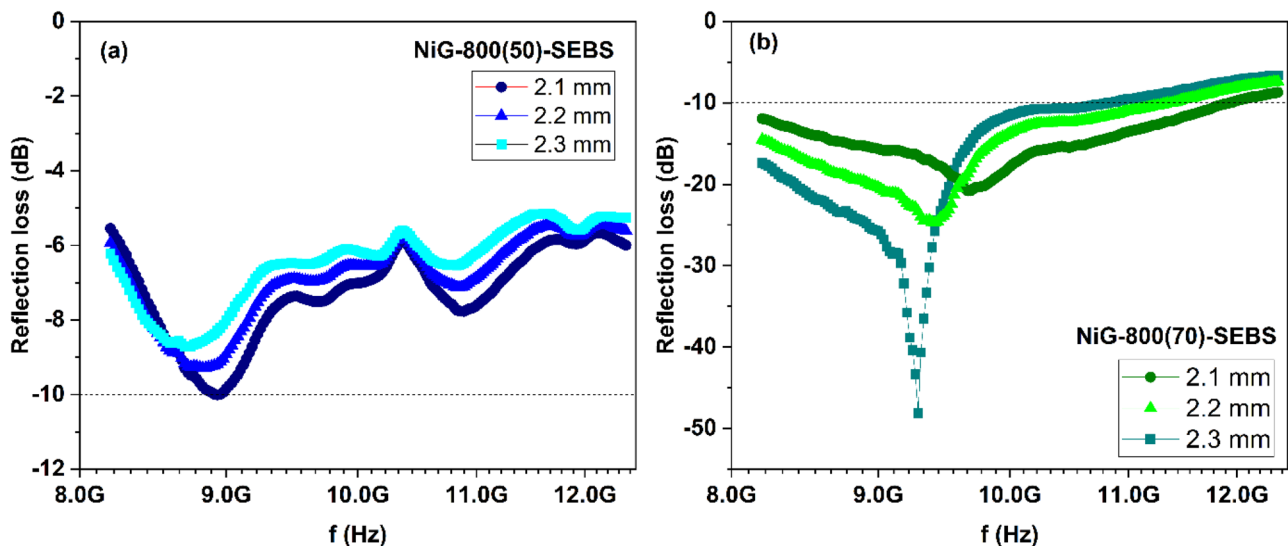 (a)
NiG-800(50)-SEBS
2.1 mm
2.2 mm
2.3 mm
0
-2
-4
-6
-8
-10
-12
Reflection loss (dB)
8.0G 9.0G 10.0G 11.0G 12.0G
f (Hz)
(b)
0
-10
-20
-30
-40
-50
Reflection loss (dB)
NiG-800(70)-SEBS
2.1 mm
2.2 mm
2.3 mm
8.0G 9.0G 10.0G 11.0G 12.0G
f (Hz)